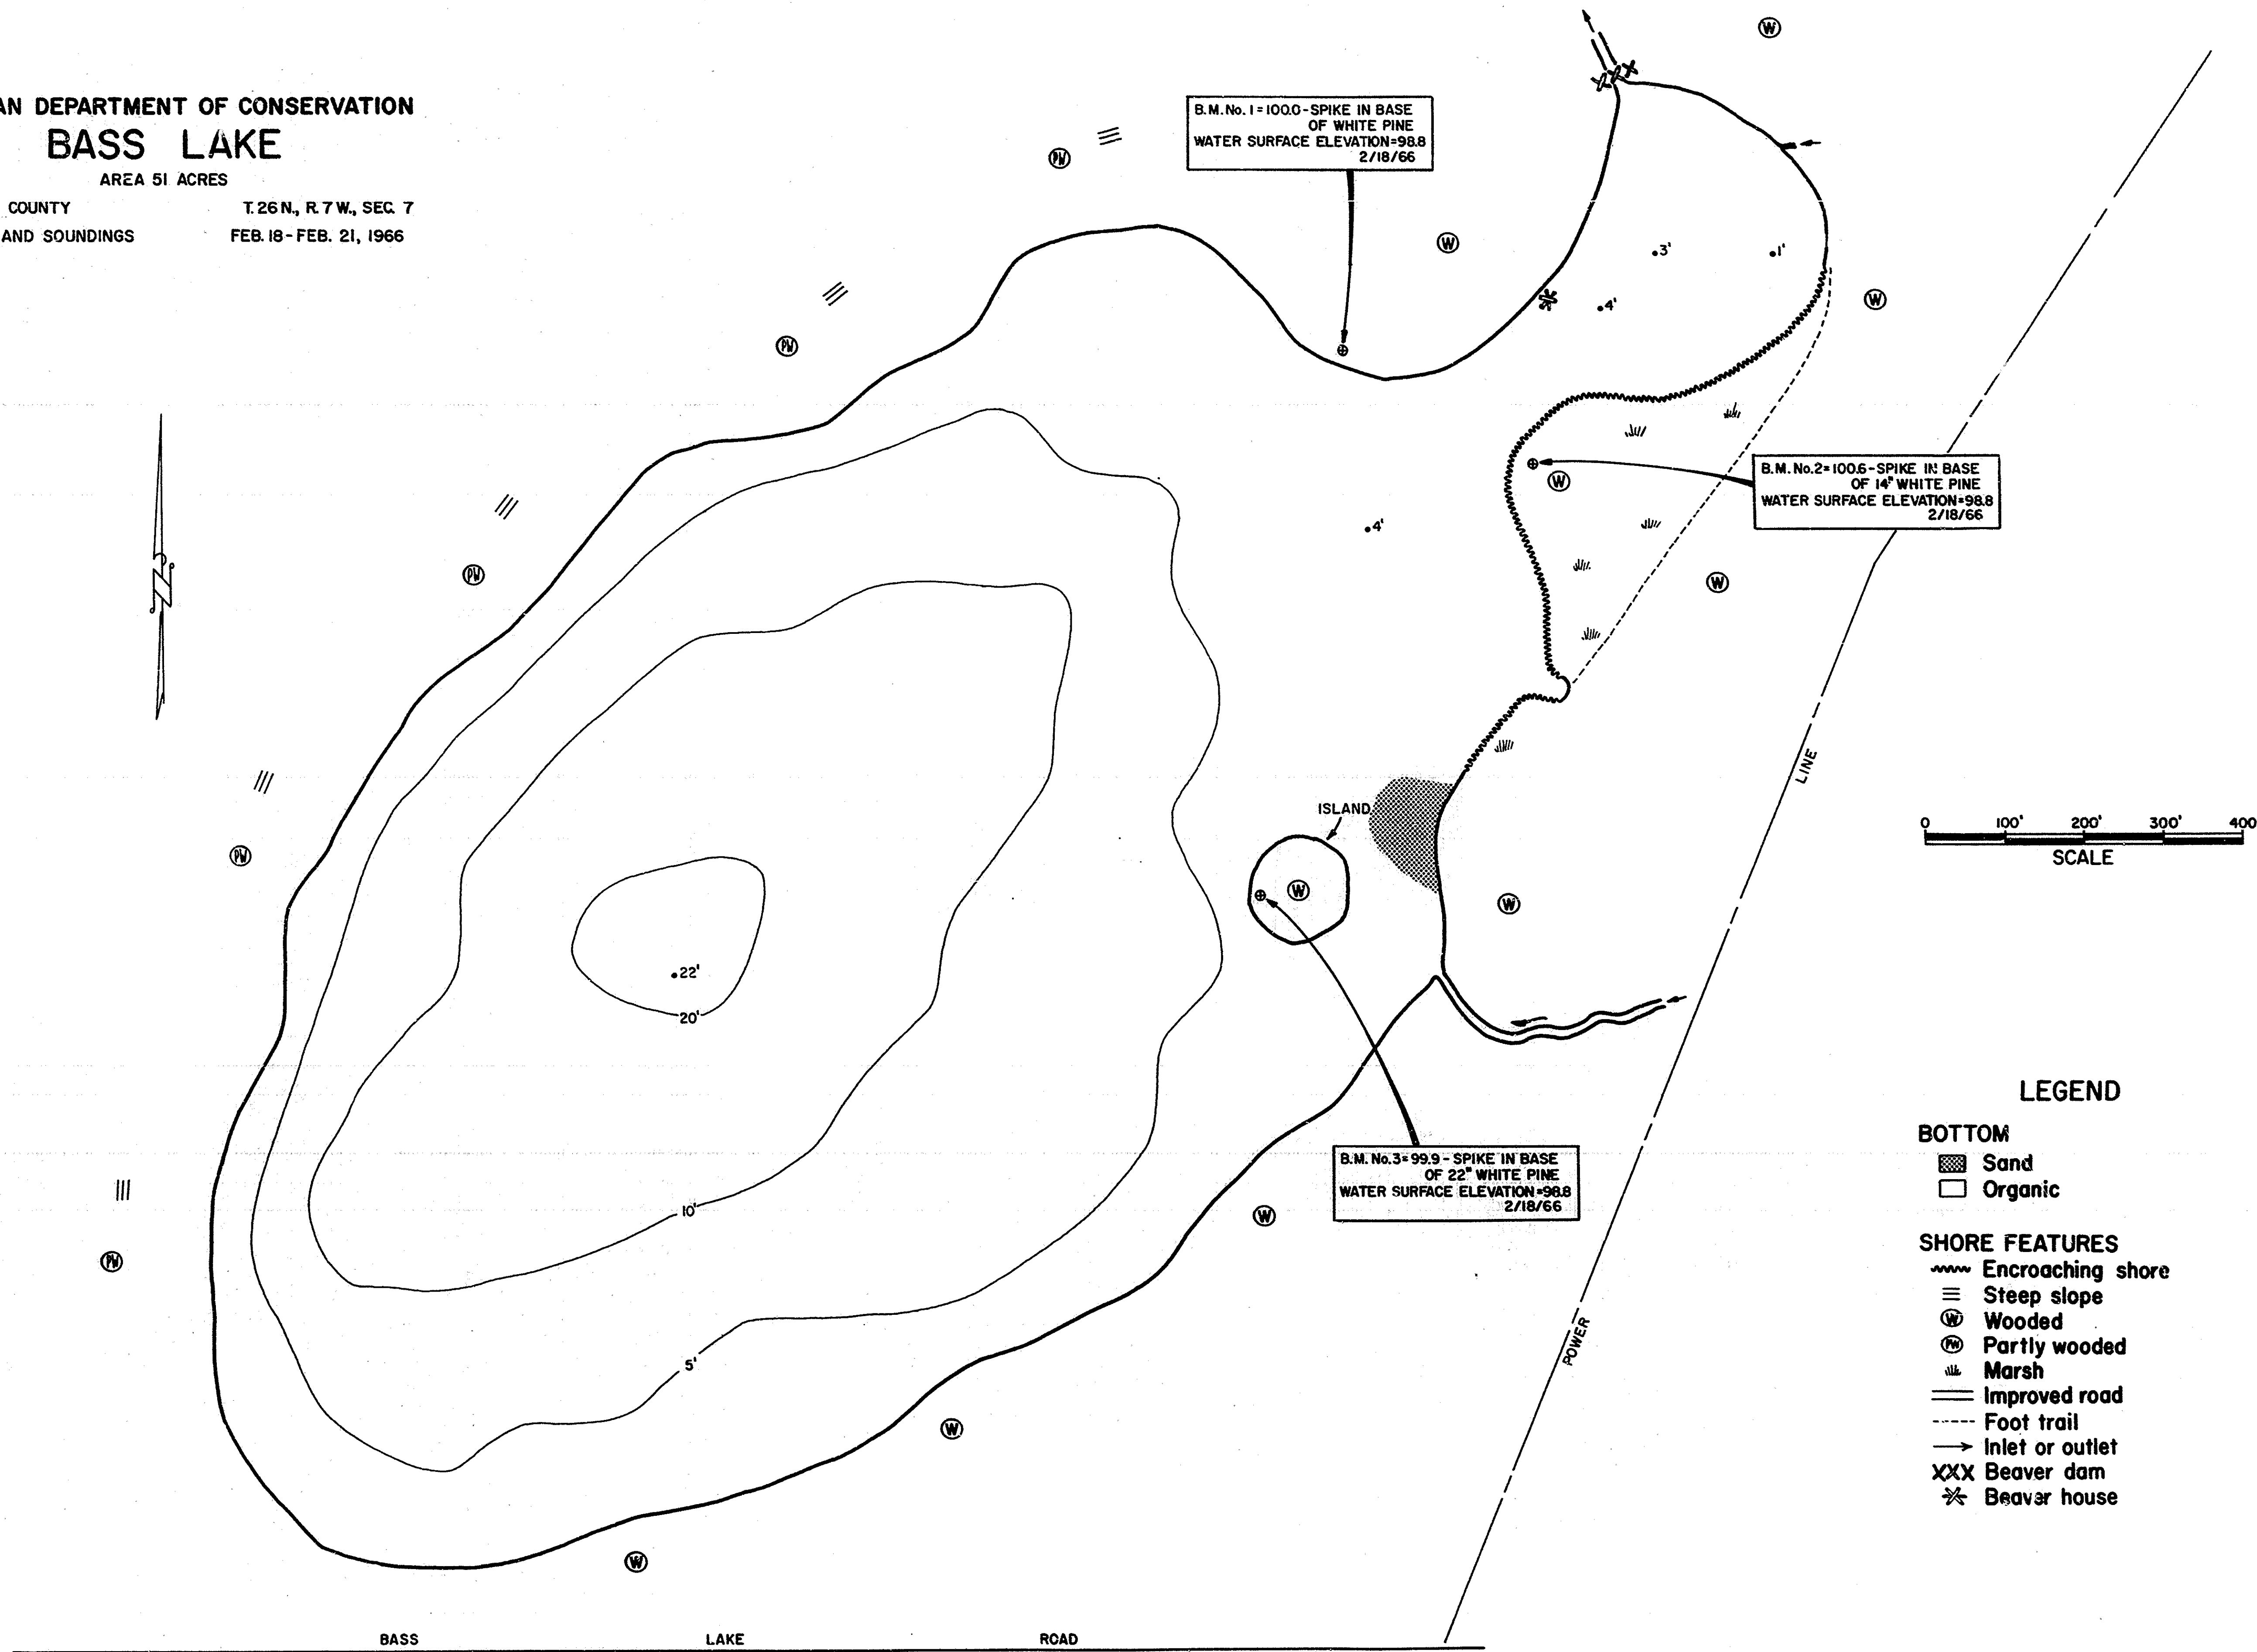 AN DEPARTMENT OF CONSERVATION
BASS LAKE
AREA 51 ACRES
COUNTY T. 26 N., R. 7 W., SEC. 7
AND SOUNDINGS FEB. 18 - FEB. 21, 1966
B.M. No. 1 = 100.0 - SPIKE IN BASE
OF WHITE PINE
WATER SURFACE ELEVATION=98.8
2/18/66
W
PW
W
3'
1'
4'
W
PW
B.M. No. 2 = 100.6 - SPIKE IN BASE
OF 14" WHITE PINE
WATER SURFACE ELEVATION=98.8
2/18/66
W
4'
N
PW
W
LINE
ISLAND
0 100' 200' 300' 400'
SCALE
PW
W
W
22'
20'
B.M. No. 3 = 99.9 - SPIKE IN BASE
OF 22" WHITE PINE
WATER SURFACE ELEVATION=98.8
2/18/66
10'
W
PW
POWER
5'
W
W
LEGEND
BOTTOM
Sand
Organic
SHORE FEATURES
Encroaching shore
Steep slope
W Wooded
PW Partly wooded
Marsh
Improved road
Foot trail
Inlet or outlet
XXX Beaver dam
Beaver house
BASS LAKE ROAD